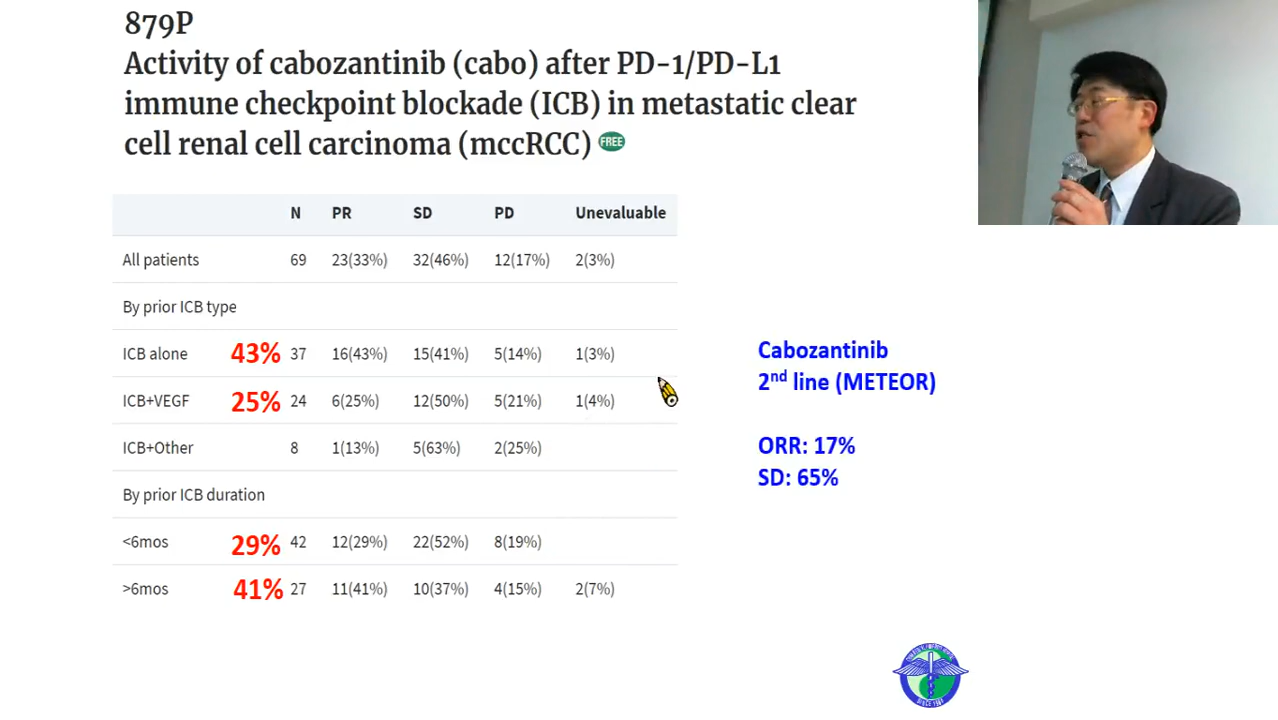 879P
Activity of cabozantinib (cabo) after PD-1/PD-L1
immune checkpoint blockade (ICB) in metastatic clear
cell renal cell carcinoma (mccRCC) FREE
N PR SD PD Unevaluable
All patients 69 23(33%) 32(46%) 12(17%) 2(3%)
By prior ICB type
ICB alone 43% 37 16(43%) 15(41%) 5(14%) 1(3%)
ICB+VEGF 25% 24 6(25%) 12(50%) 5(21%) 1(4%)
ICB+Other 8 1(13%) 5(63%) 2(25%)
By prior ICB duration
<6mos 29% 42 12(29%) 22(52%) 8(19%)
>6mos 41% 27 11(41%) 10(37%) 4(15%) 2(7%)
Cabozantinib
2nd line (METEOR)
ORR: 17%
SD: 65%